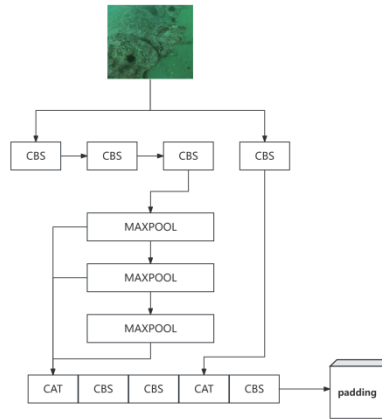 CBS CBS CBS CBS
MAXPOOL
MAXPOOL
MAXPOOL
CAT CBS CBS CAT CBS
padding